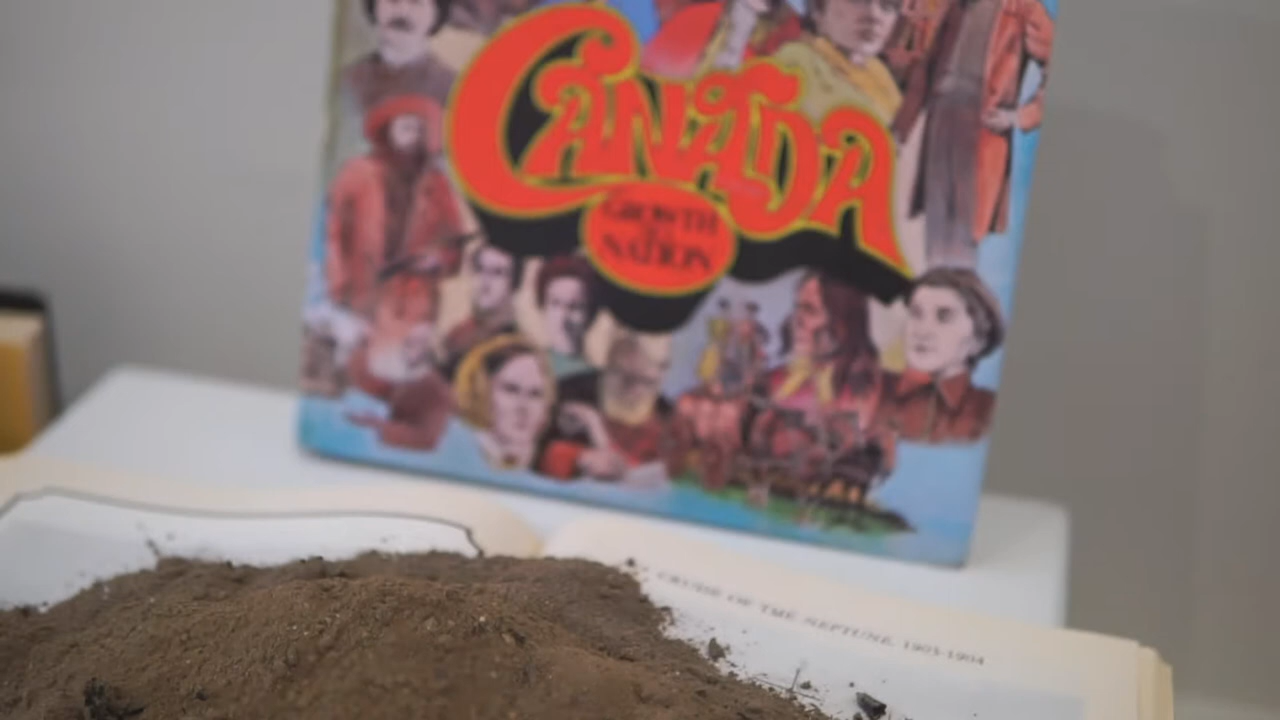 CANADA
GROWTH
OF A
NATION
CRUISE OF THE NEPTUNE, 1903-1904